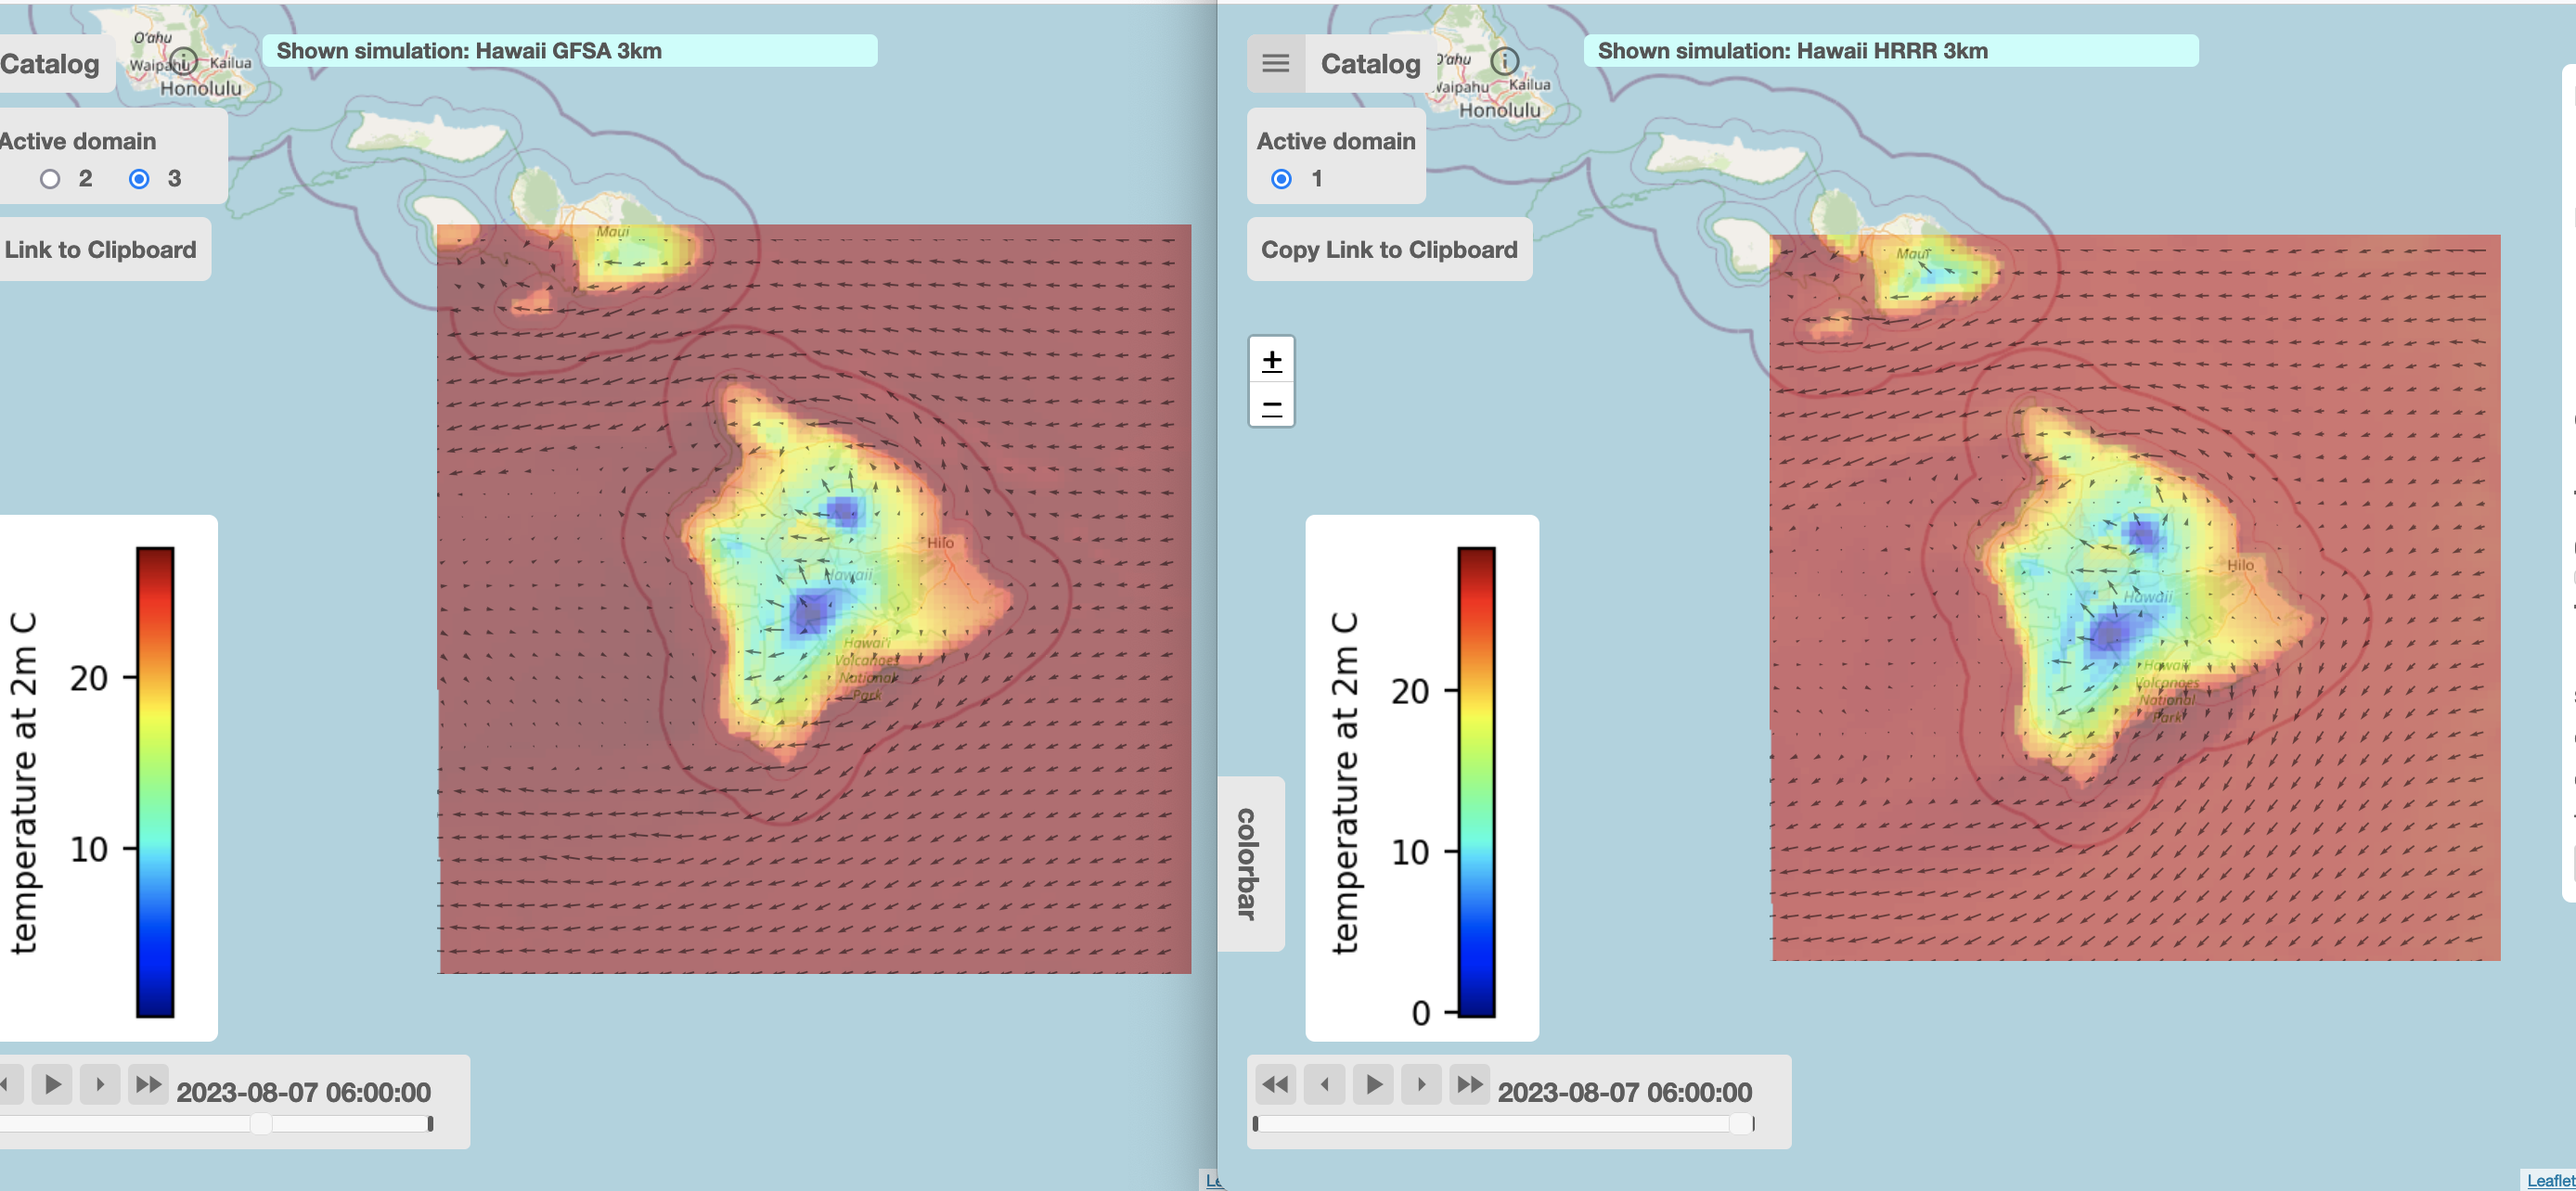 O'ahu
Waipahu
Kailua
Honolulu
Catalog
Shown simulation: Hawaii GFSA 3km
Active domain
2
3
Link to Clipboard
Maui
Hilo
Hawaii
Hawai'i
Volcanoes
National
Park
temperature at 2m C
20
10
2023-08-07 06:00:00
Catalog
O'ahu
Waipahu
Kailua
Honolulu
Shown simulation: Hawaii HRRR 3km
Active domain
1
Copy Link to Clipboard
+
−
Maui
Hilo
Hawaii
Hawai'i
Volcanoes
National
Park
temperature at 2m C
20
10
0
colorbar
2023-08-07 06:00:00
Leaflet